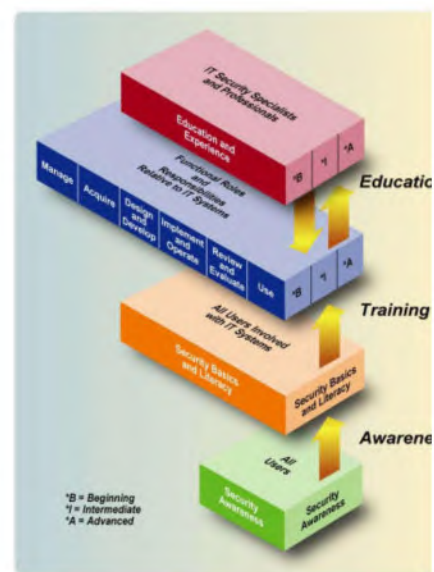 IT Security Specialists
and Professionals
Education and
Experience
*B
*I
*A
Educatio
Functional Roles
and
Responsibilities
Relative to IT Systems
Manage
Acquire
Design
and
Develop
Implement
and
Operate
Review
and
Evaluate
Use
*B
*I
*A
Training
All Users Involved
with IT Systems
Security Basics
and Literacy
Security Basics
and Literacy
Awarene
All
Users
Security
Awareness
Security
Awareness
*B = Beginning
*I = Intermediate
*A = Advanced